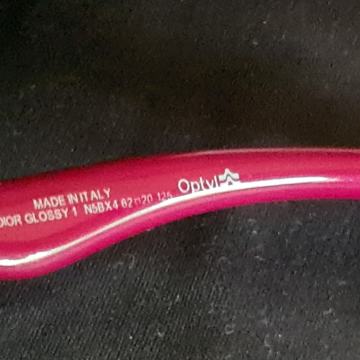 MADE IN ITALY
DIOR GLOSSY 1 N5BX4 62□20 125
Optyl